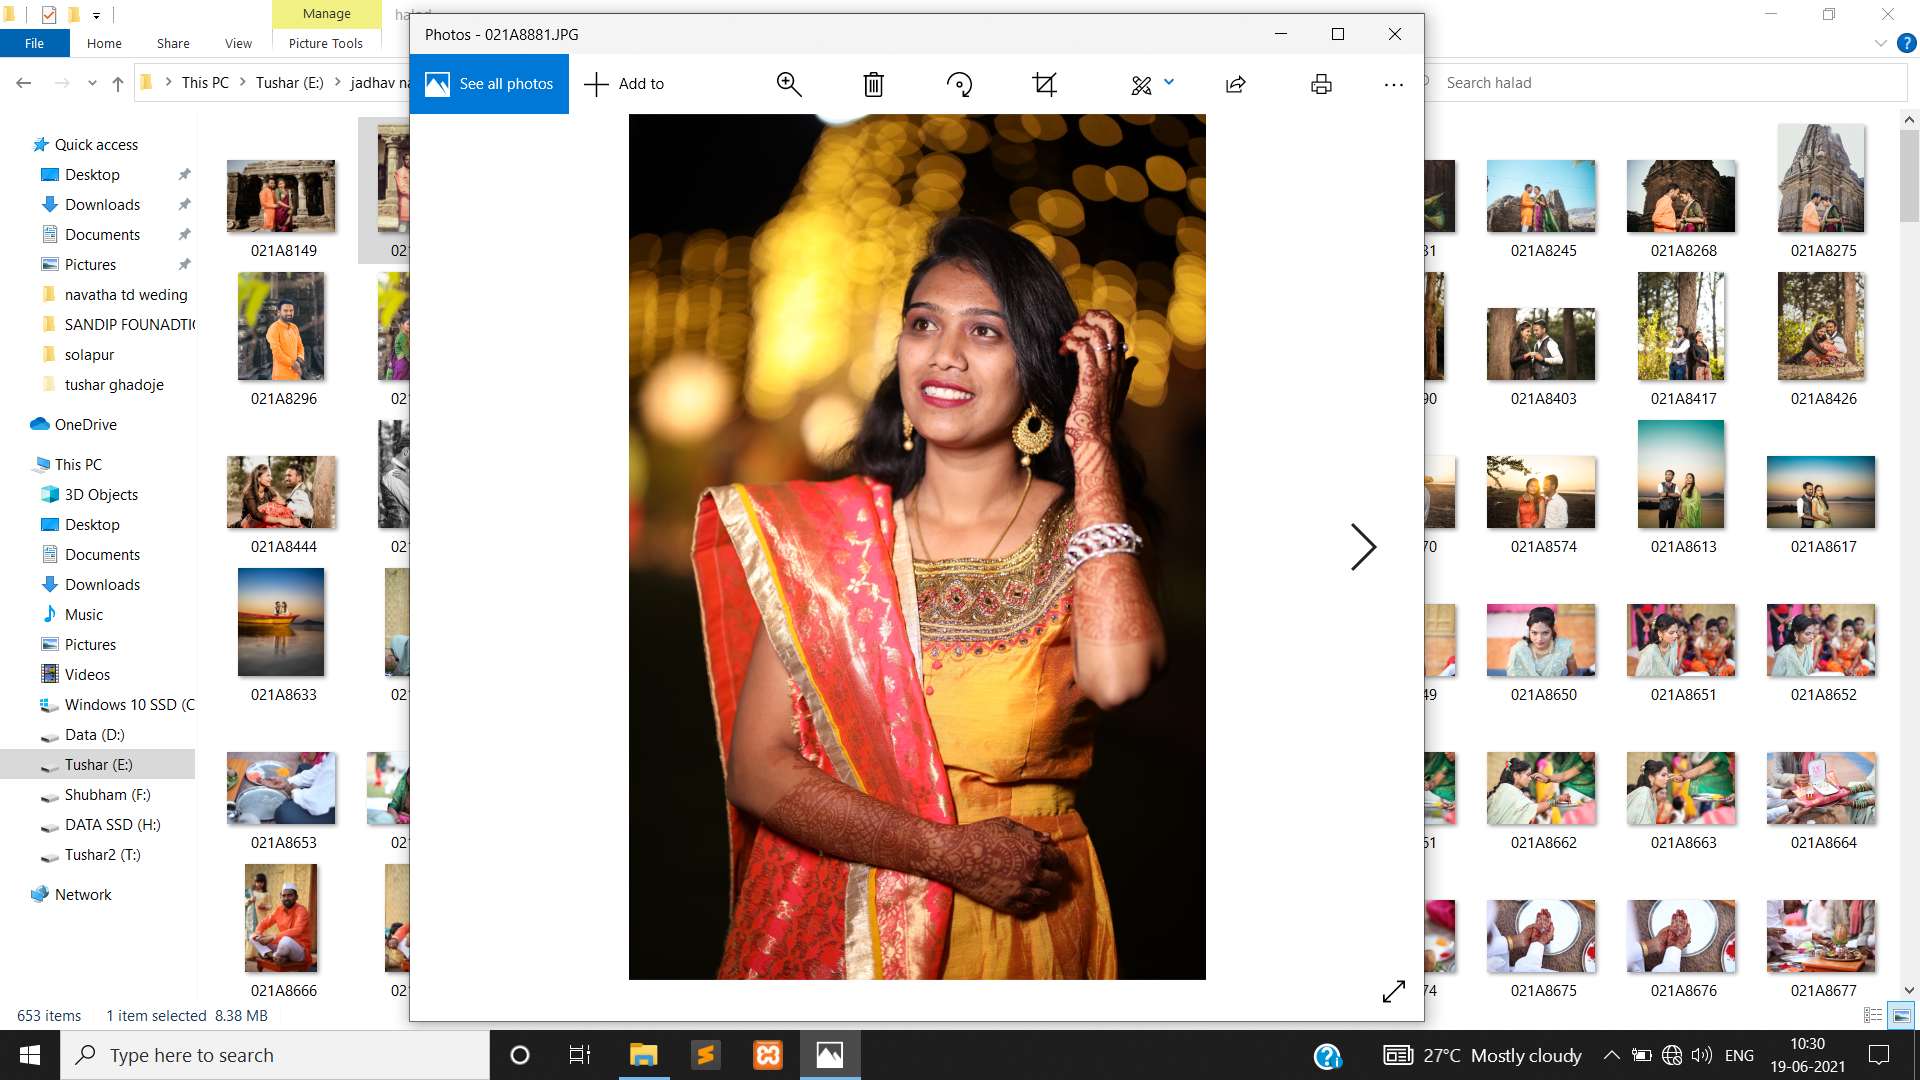 Manage
halad
File
Home
Share
View
Picture Tools
This PC
Tushar (E:)
jadhav na
Search halad
Photos - 021A8881.JPG
See all photos
Add to
Quick access
Desktop
Downloads
Documents
Pictures
navatha td weding
SANDIP FOUNADTI
solapur
tushar ghadoje
OneDrive
This PC
3D Objects
Desktop
Documents
Downloads
Music
Pictures
Videos
Windows 10 SSD (C
Data (D:)
Tushar (E:)
Shubham (F:)
DATA SSD (H:)
Tushar2 (T:)
Network
021A8149
021A8245
021A8268
021A8275
021A8296
021A8403
021A8417
021A8426
021A8444
021A8574
021A8613
021A8617
021A8633
021A8650
021A8651
021A8652
021A8653
021A8662
021A8663
021A8664
021A8666
021A8675
021A8676
021A8677
653 items
1 item selected 8.38 MB
Type here to search
27°C Mostly cloudy
ENG
10:30
19-06-2021